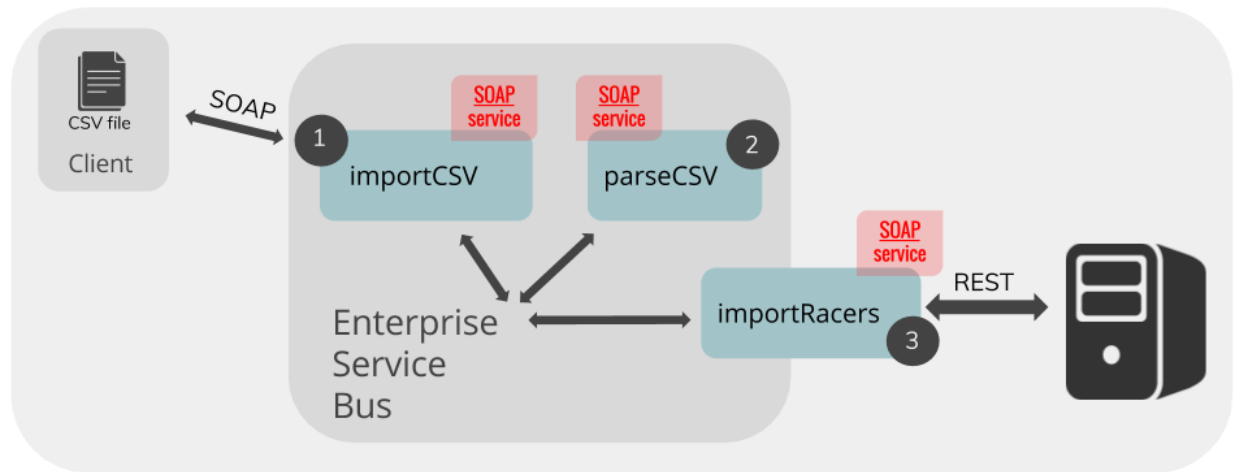 CSV file
Client
SOAP
1
importCSV
SOAP
service
SOAP
service
2
parseCSV
Enterprise
Service
Bus
SOAP
service
importRacers
3
REST